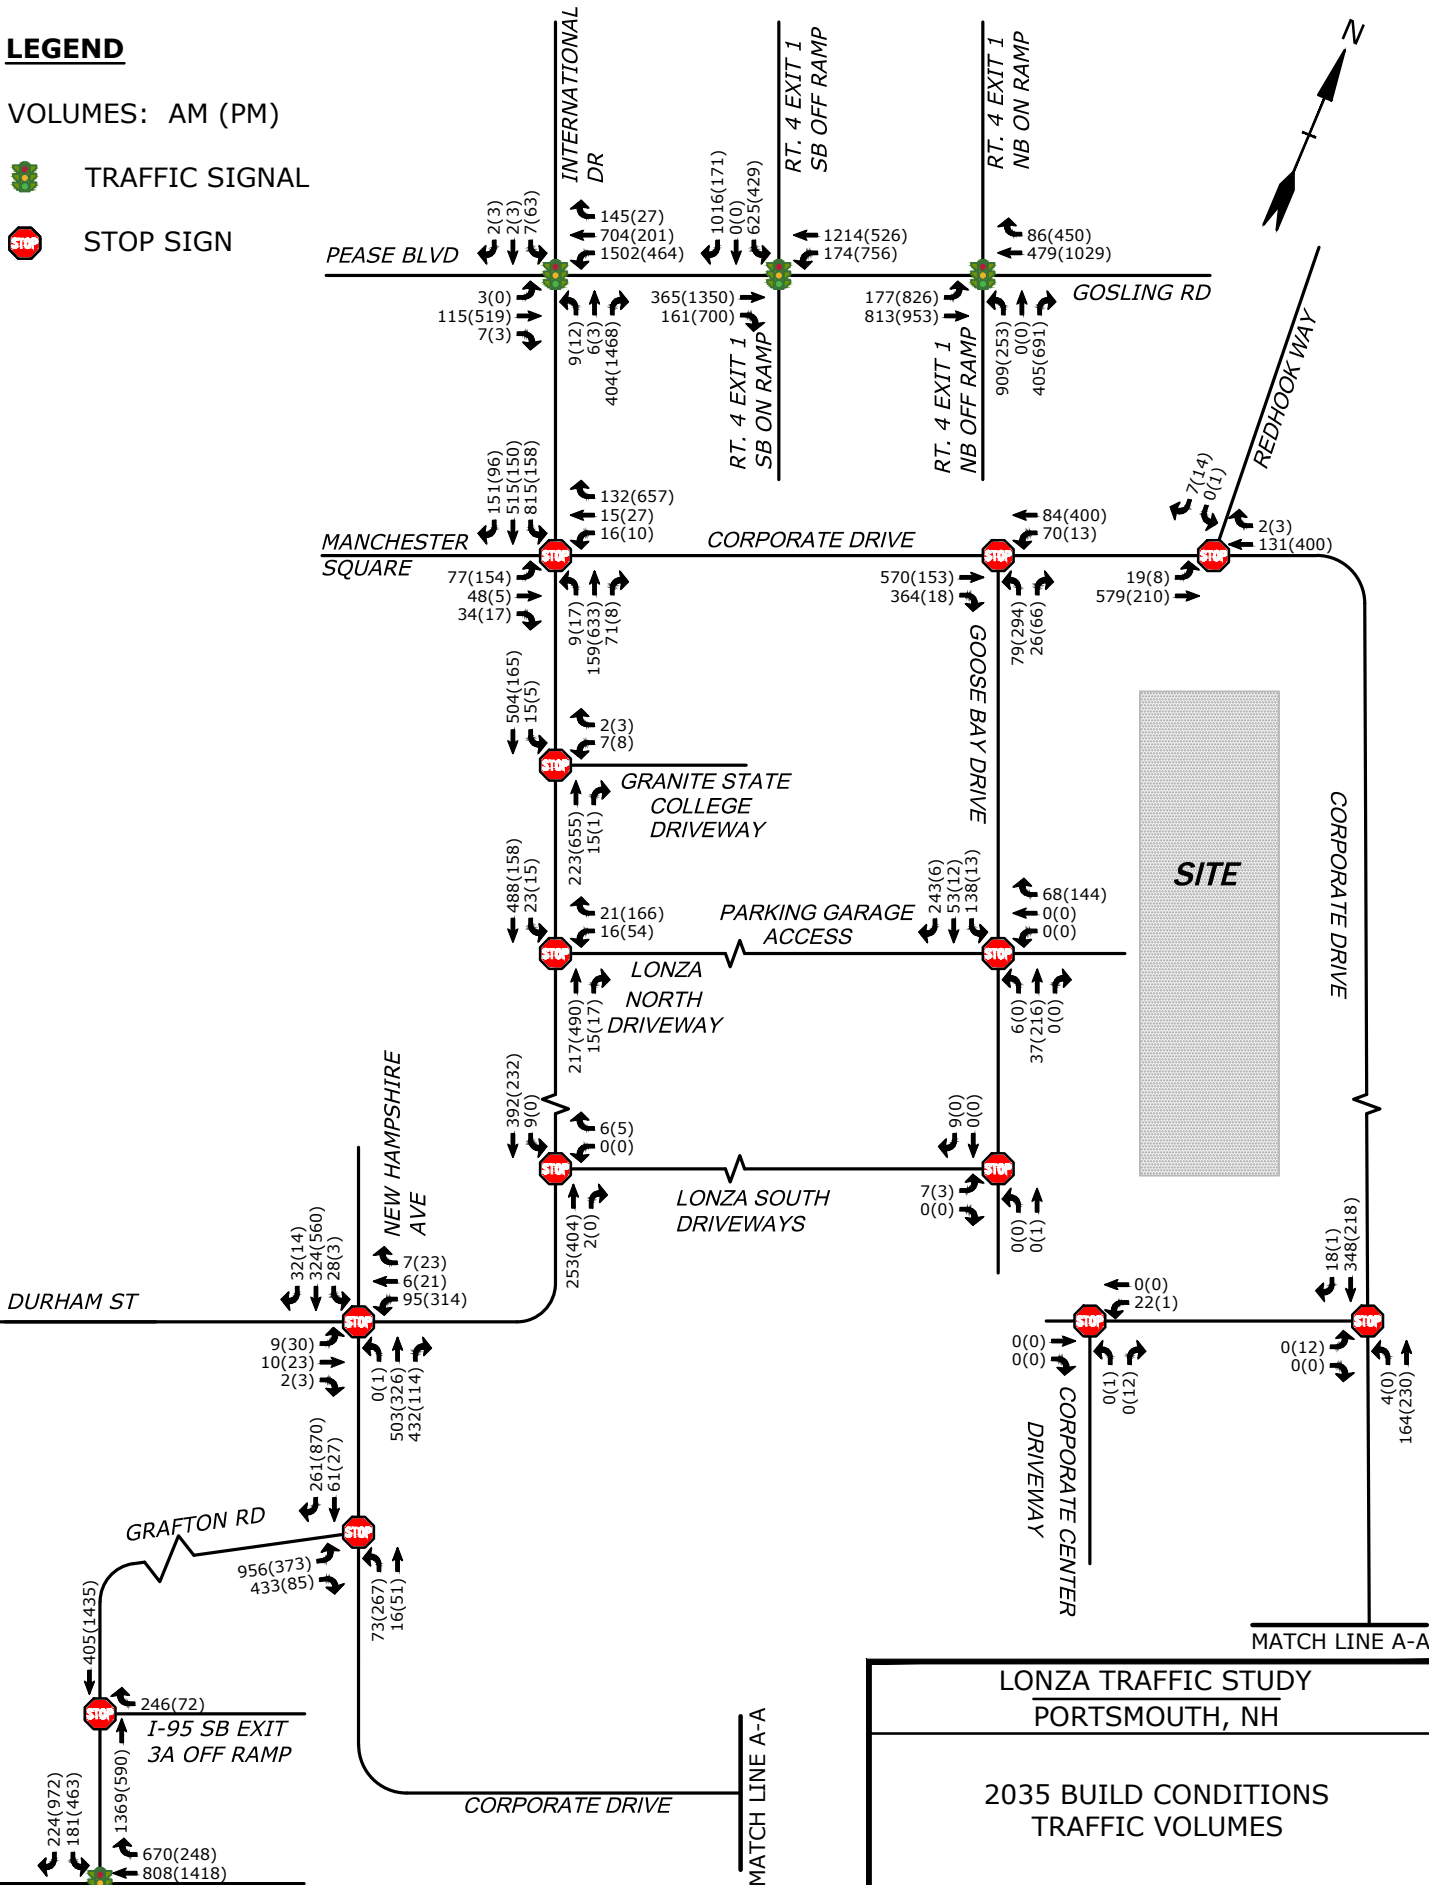 LEGEND
VOLUMES: AM (PM)
TRAFFIC SIGNAL
STOP
STOP SIGN
INTERNATIONAL
DR
RT. 4 EXIT 1
SB OFF RAMP
RT. 4 EXIT 1
NB ON RAMP
N
2(3)
2(3)
7(63)
145(27)
704(201)
1502(464)
PEASE BLVD
3(0)
115(519)
7(3)
9(12)
6(3)
404(1468)
1016(171)
0(0)
625(429)
1214(526)
174(756)
365(1350)
161(700)
RT. 4 EXIT 1
SB ON RAMP
86(450)
479(1029)
GOSLING RD
177(826)
813(953)
909(253)
0(0)
405(691)
RT. 4 EXIT 1
NB OFF RAMP
REDHOOK WAY
151(96)
515(150)
815(158)
132(657)
15(27)
16(10)
MANCHESTER
SQUARE
STOP
77(154)
48(5)
34(17)
9(17)
159(633)
71(8)
CORPORATE DRIVE
84(400)
70(13)
STOP
570(153)
364(18)
79(294)
26(66)
7(14)
0(1)
2(3)
131(400)
STOP
19(8)
579(210)
GOOSE BAY DRIVE
504(165)
15(5)
2(3)
7(8)
STOP
GRANITE STATE
COLLEGE
DRIVEWAY
223(655)
15(1)
SITE
CORPORATE DRIVE
488(158)
23(15)
21(166)
16(54)
STOP
PARKING GARAGE
ACCESS
LONZA
NORTH
DRIVEWAY
217(490)
15(17)
243(6)
53(12)
138(13)
68(144)
0(0)
0(0)
STOP
6(0)
37(216)
0(0)
392(232)
9(0)
6(5)
0(0)
STOP
LONZA SOUTH
DRIVEWAYS
253(404)
2(0)
9(0)
0(0)
STOP
7(3)
0(0)
0(0)
0(1)
NEW HAMPSHIRE
AVE
32(14)
324(560)
28(3)
7(23)
6(21)
95(314)
DURHAM ST
STOP
9(30)
10(23)
2(3)
0(1)
503(326)
432(114)
0(0)
22(1)
STOP
0(0)
0(0)
0(1)
0(12)
CORPORATE CENTER
DRIVEWAY
18(1)
348(218)
STOP
0(12)
0(0)
4(0)
164(230)
261(870)
61(27)
GRAFTON RD
STOP
956(373)
433(85)
73(267)
16(51)
405(1435)
246(72)
STOP
I-95 SB EXIT
3A OFF RAMP
1369(590)
224(972)
181(463)
670(248)
808(1418)
CORPORATE DRIVE
MATCH LINE A-A
MATCH LINE A-A
LONZA TRAFFIC STUDY
PORTSMOUTH, NH
2035 BUILD CONDITIONS
TRAFFIC VOLUMES